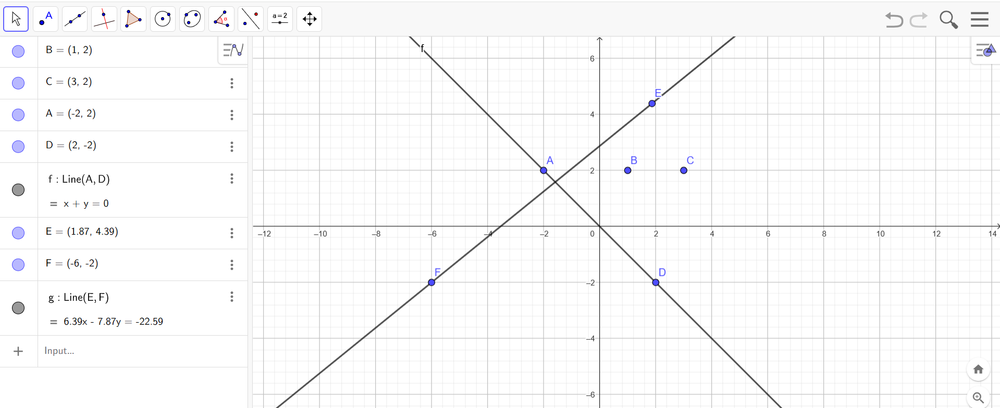 A
α
a=2
B = (1, 2)
C = (3, 2)
A = (-2, 2)
D = (2, -2)
f : Line(A, D)
= x + y = 0
E = (1.87, 4.39)
F = (-6, -2)
g : Line(E, F)
= 6.39x - 7.87y = -22.59
+ Input...
f
6
E
4
A
2
B
C
–12 –10 –8 –6 –4 –2 0 2 4 6 8 10 12 14
F
–2
D
–4
–6